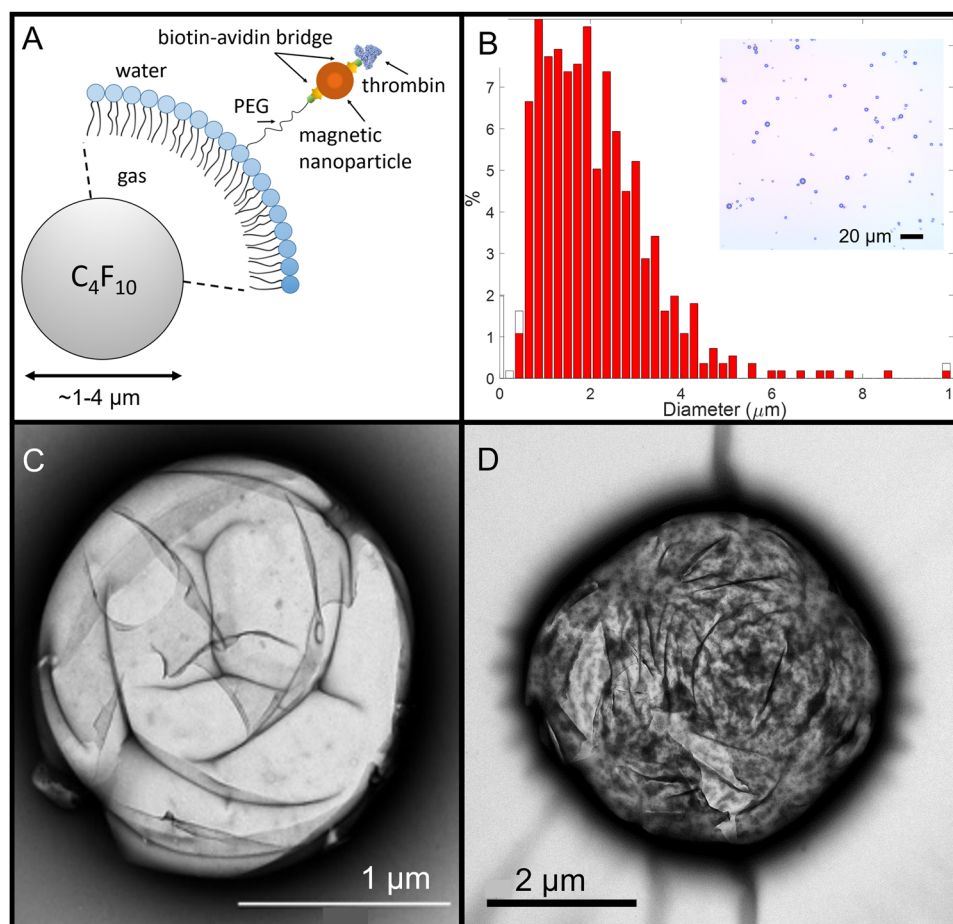 A
biotin-avidin bridge
water
thrombin
PEG
magnetic
nanoparticle
gas
C₄F₁₀
~1-4 µm
B
7
6
5
4
3
2
1
0
%
0
2
4
6
8
1
Diameter (µm)
20 µm
C
1 µm
D
2 µm